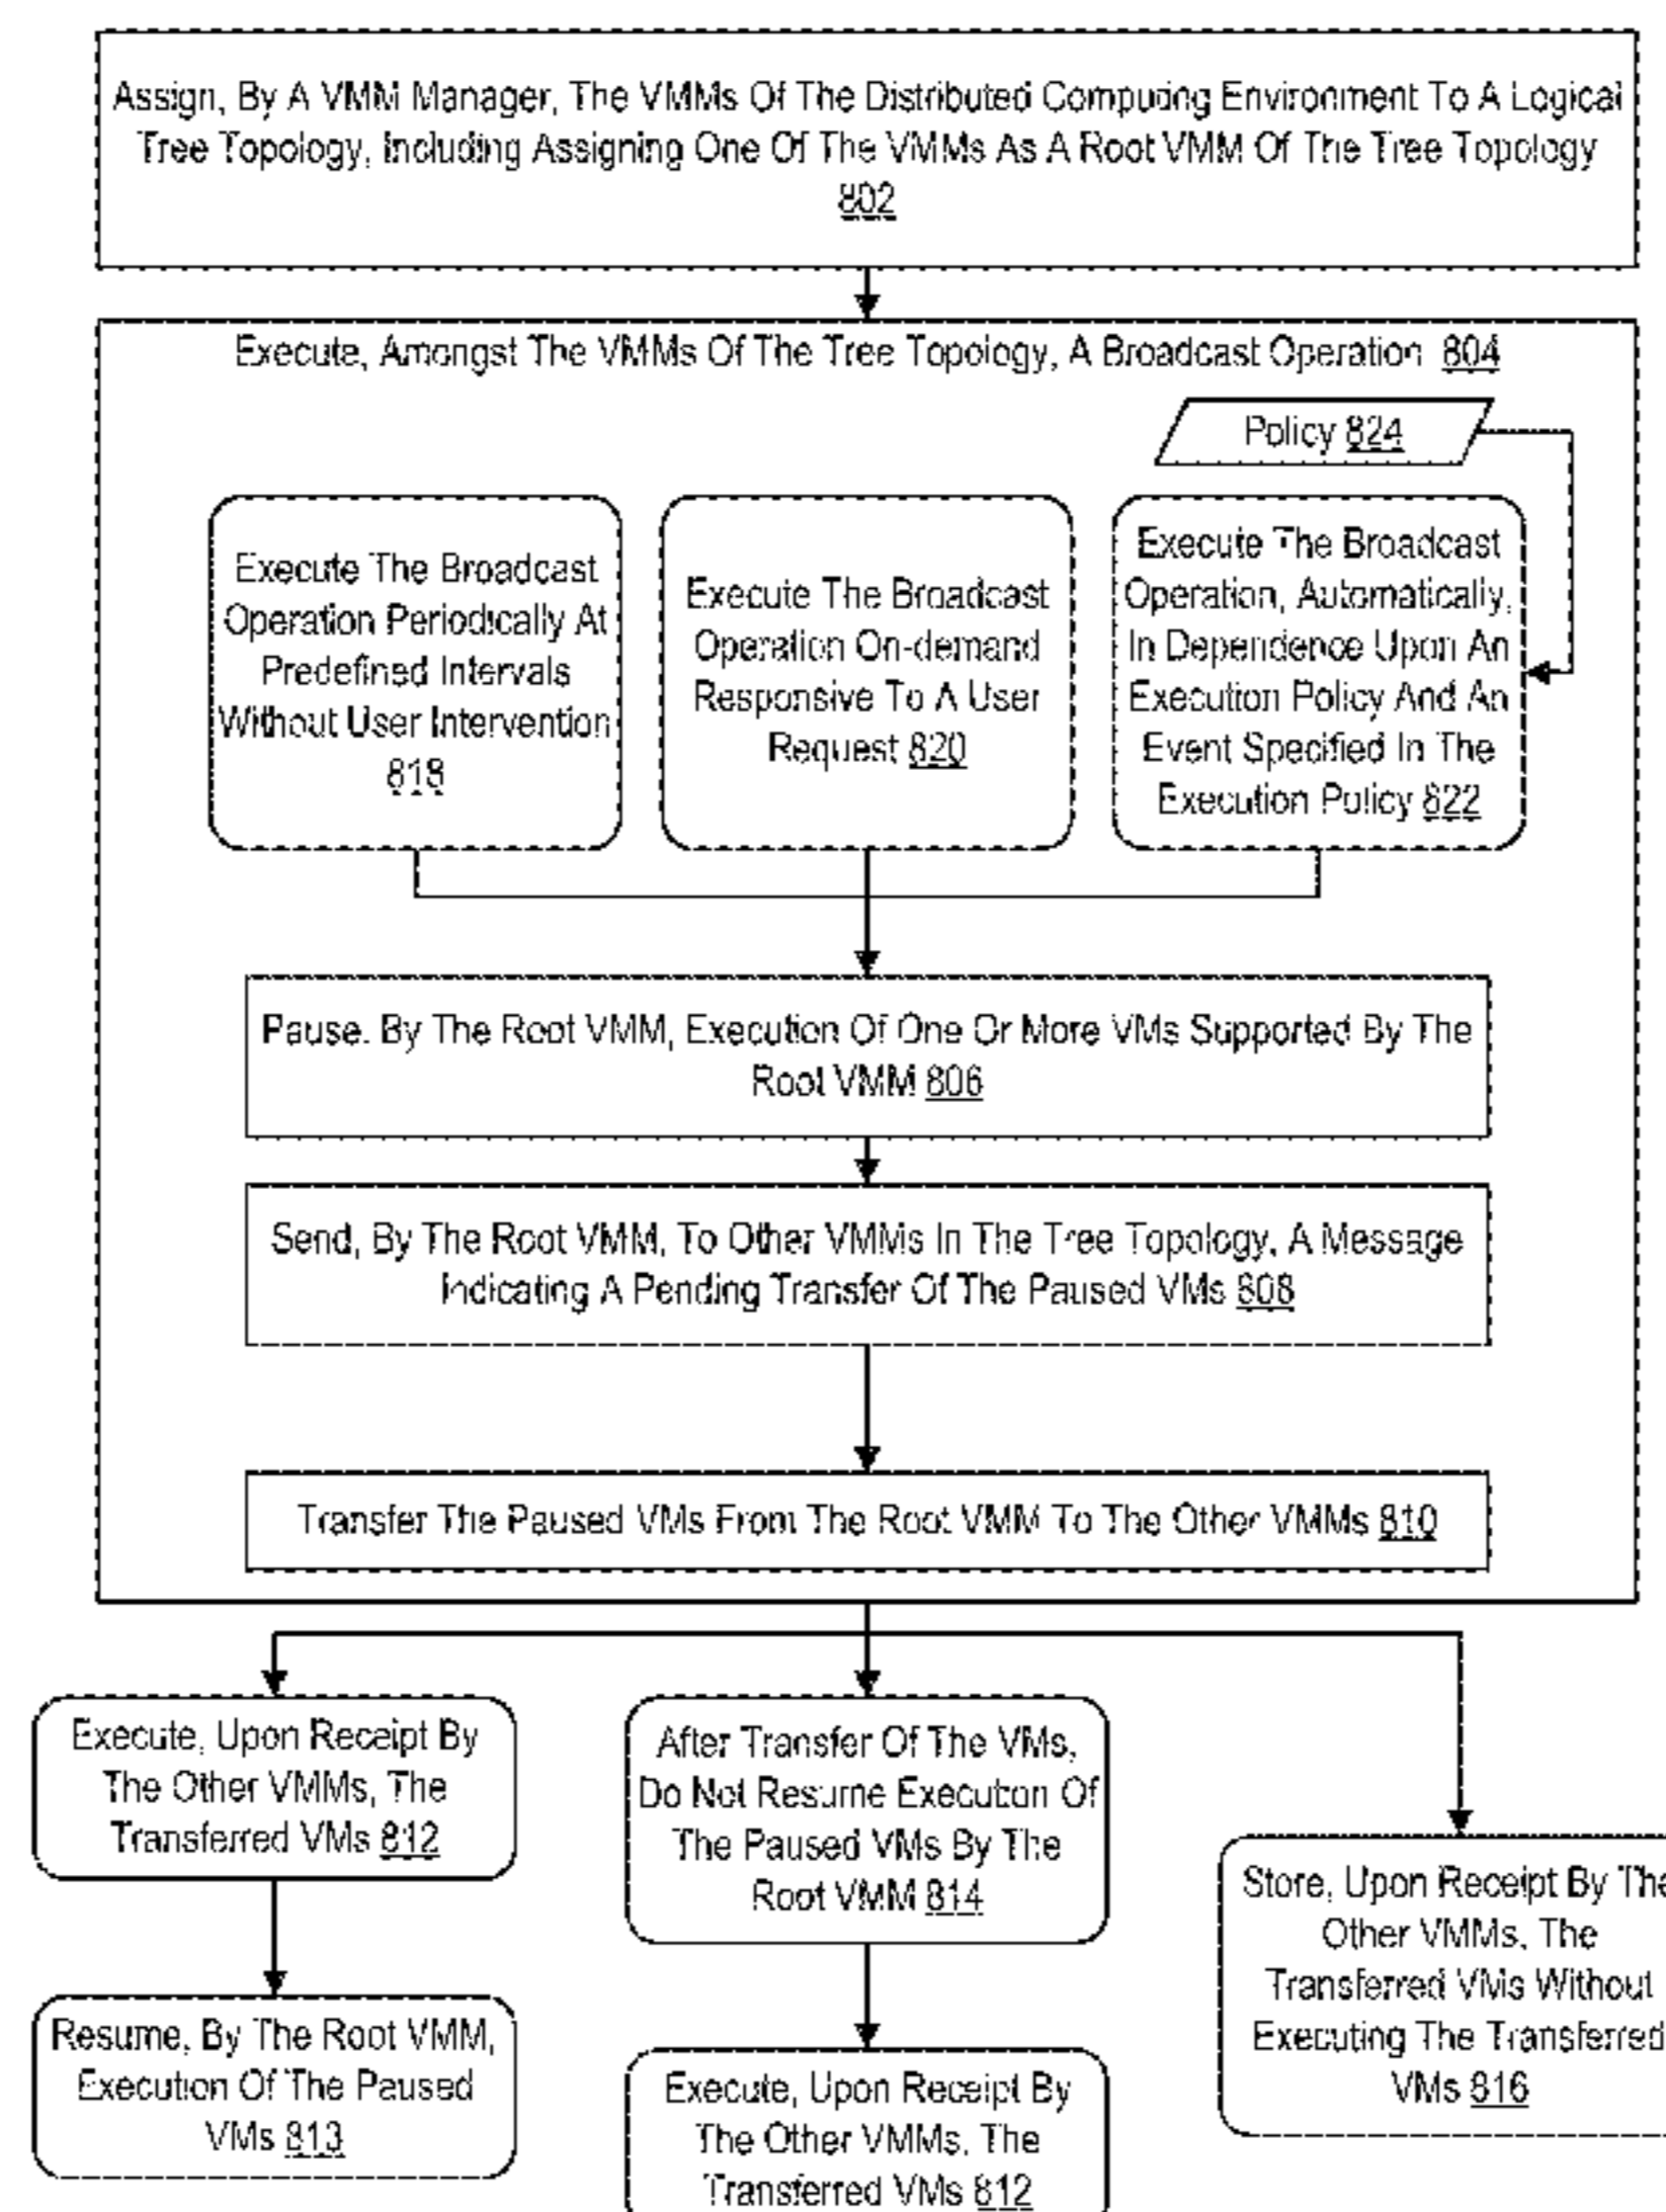 Assign, By A VMM Manager, The VMMs Of The Distributed Computing Environment To A Logical
Tree Topology, Including Assigning One Of The VMMs As A Root VMM Of The Tree Topology
802
Execute, Amongst The VMMs Of The Tree Topology, A Broadcast Operation 804
Policy 824
Execute The Broadcast
Operation Periodically At
Predefined Intervals
Without User Intervention
818
Execute The Broadcast
Operation On-demand
Responsive To A User
Request 820
Execute The Broadcast
Operation, Automatically,
In Dependence Upon An
Execution Policy And An
Event Specified In The
Execution Policy 822
Pause. By The Root VMM, Execution Of One Or More VMs Supported By The
Root VMM 806
Send, By The Root VMM, To Other VMMs In The Tree Topology, A Message
Indicating A Pending Transfer Of The Paused VMs 808
Transfer The Paused VMs From The Root VMM To The Other VMMs 810
Execute, Upon Receipt By
The Other VMMs, The
Transferred VMs 812
Resume, By The Root VMM,
Execution Of The Paused
VMs 813
After Transfer Of The VMs,
Do Not Resume Execution Of
The Paused VMs By The
Root VMM 814
Execute, Upon Receipt By
The Other VMMs, The
Transferred VMs 812
Store, Upon Receipt By The
Other VMMs, The
Transferred VMs Without
Executing The Transferred
VMs 816